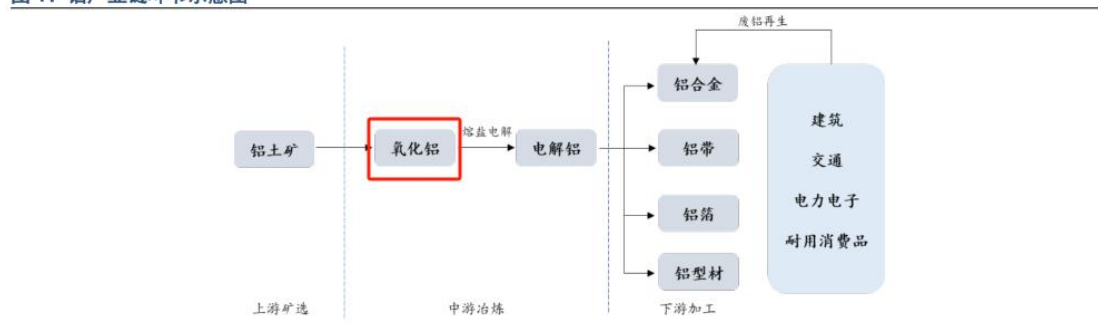 废铝再生
铝合金
建筑
熔盐电解
铝土矿
氧化铝
电解铝
铝带
交通
电力电子
铝箔
耐用消费品
铝型材
上游矿选
中游冶炼
下游加工